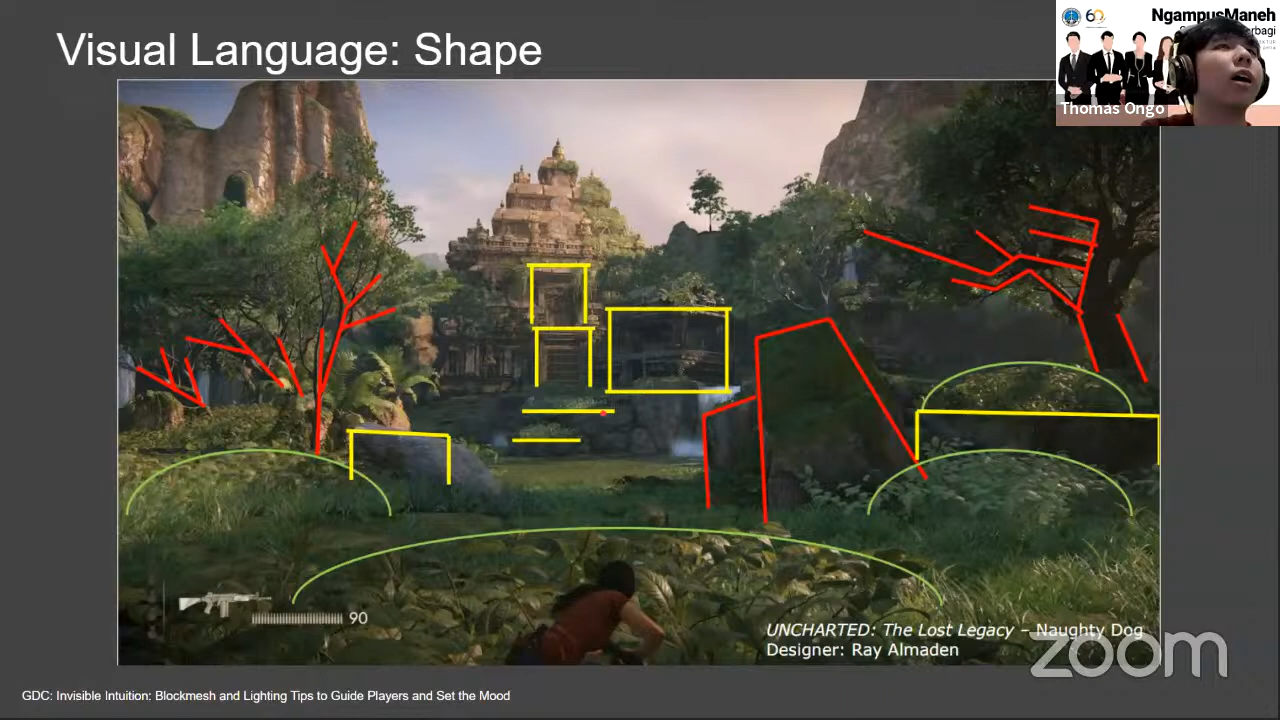 Visual Language: Shape
60
NgampusManeh
Thomas Ongo
90
UNCHARTED: The Lost Legacy – Naughty Dog
Designer: Ray Almaden
zoom
GDC: Invisible Intuition: Blockmesh and Lighting Tips to Guide Players and Set the Mood